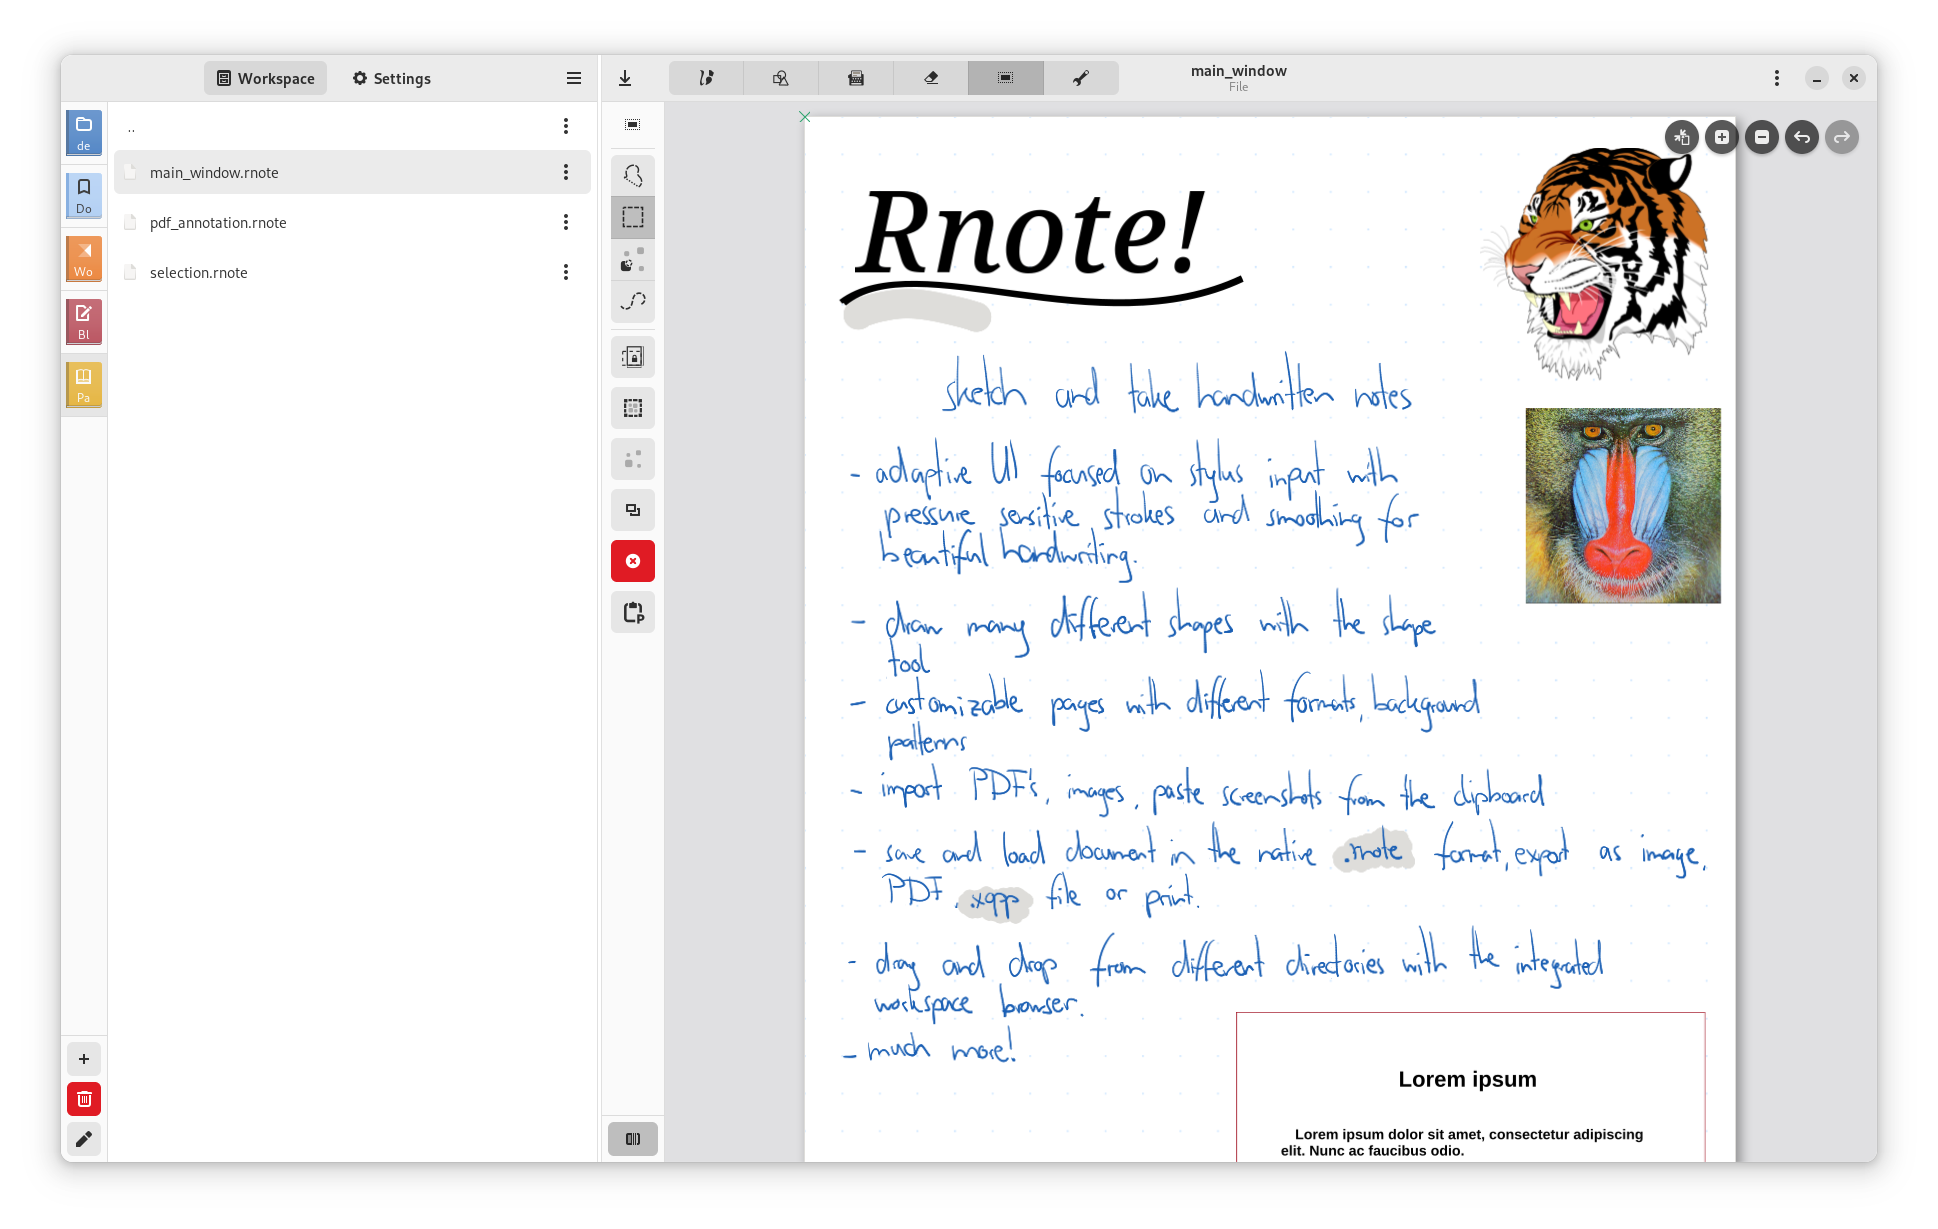 Workspace
Settings
main_window
File
de
Do
Wo
Bl
Pa
..
main_window.rnote
pdf_annotation.rnote
selection.rnote
Rnote!
sketch and take handwritten notes
- adaptive UI focused on stylus input with
pressure sensitive strokes and smoothing for
beautiful handwriting.
- draw many different shapes with the shape
tool
- customizable pages with different formats, background
patterns
- import PDF's, images, paste screenshots from the clipboard
- save and load document in the native .rnote format, export as image,
PDF, .xopp file or print.
- drag and drop from different directories with the integrated
workspace browser.
- much more!
Lorem ipsum
Lorem ipsum dolor sit amet, consectetur adipiscing
elit. Nunc ac faucibus odio.